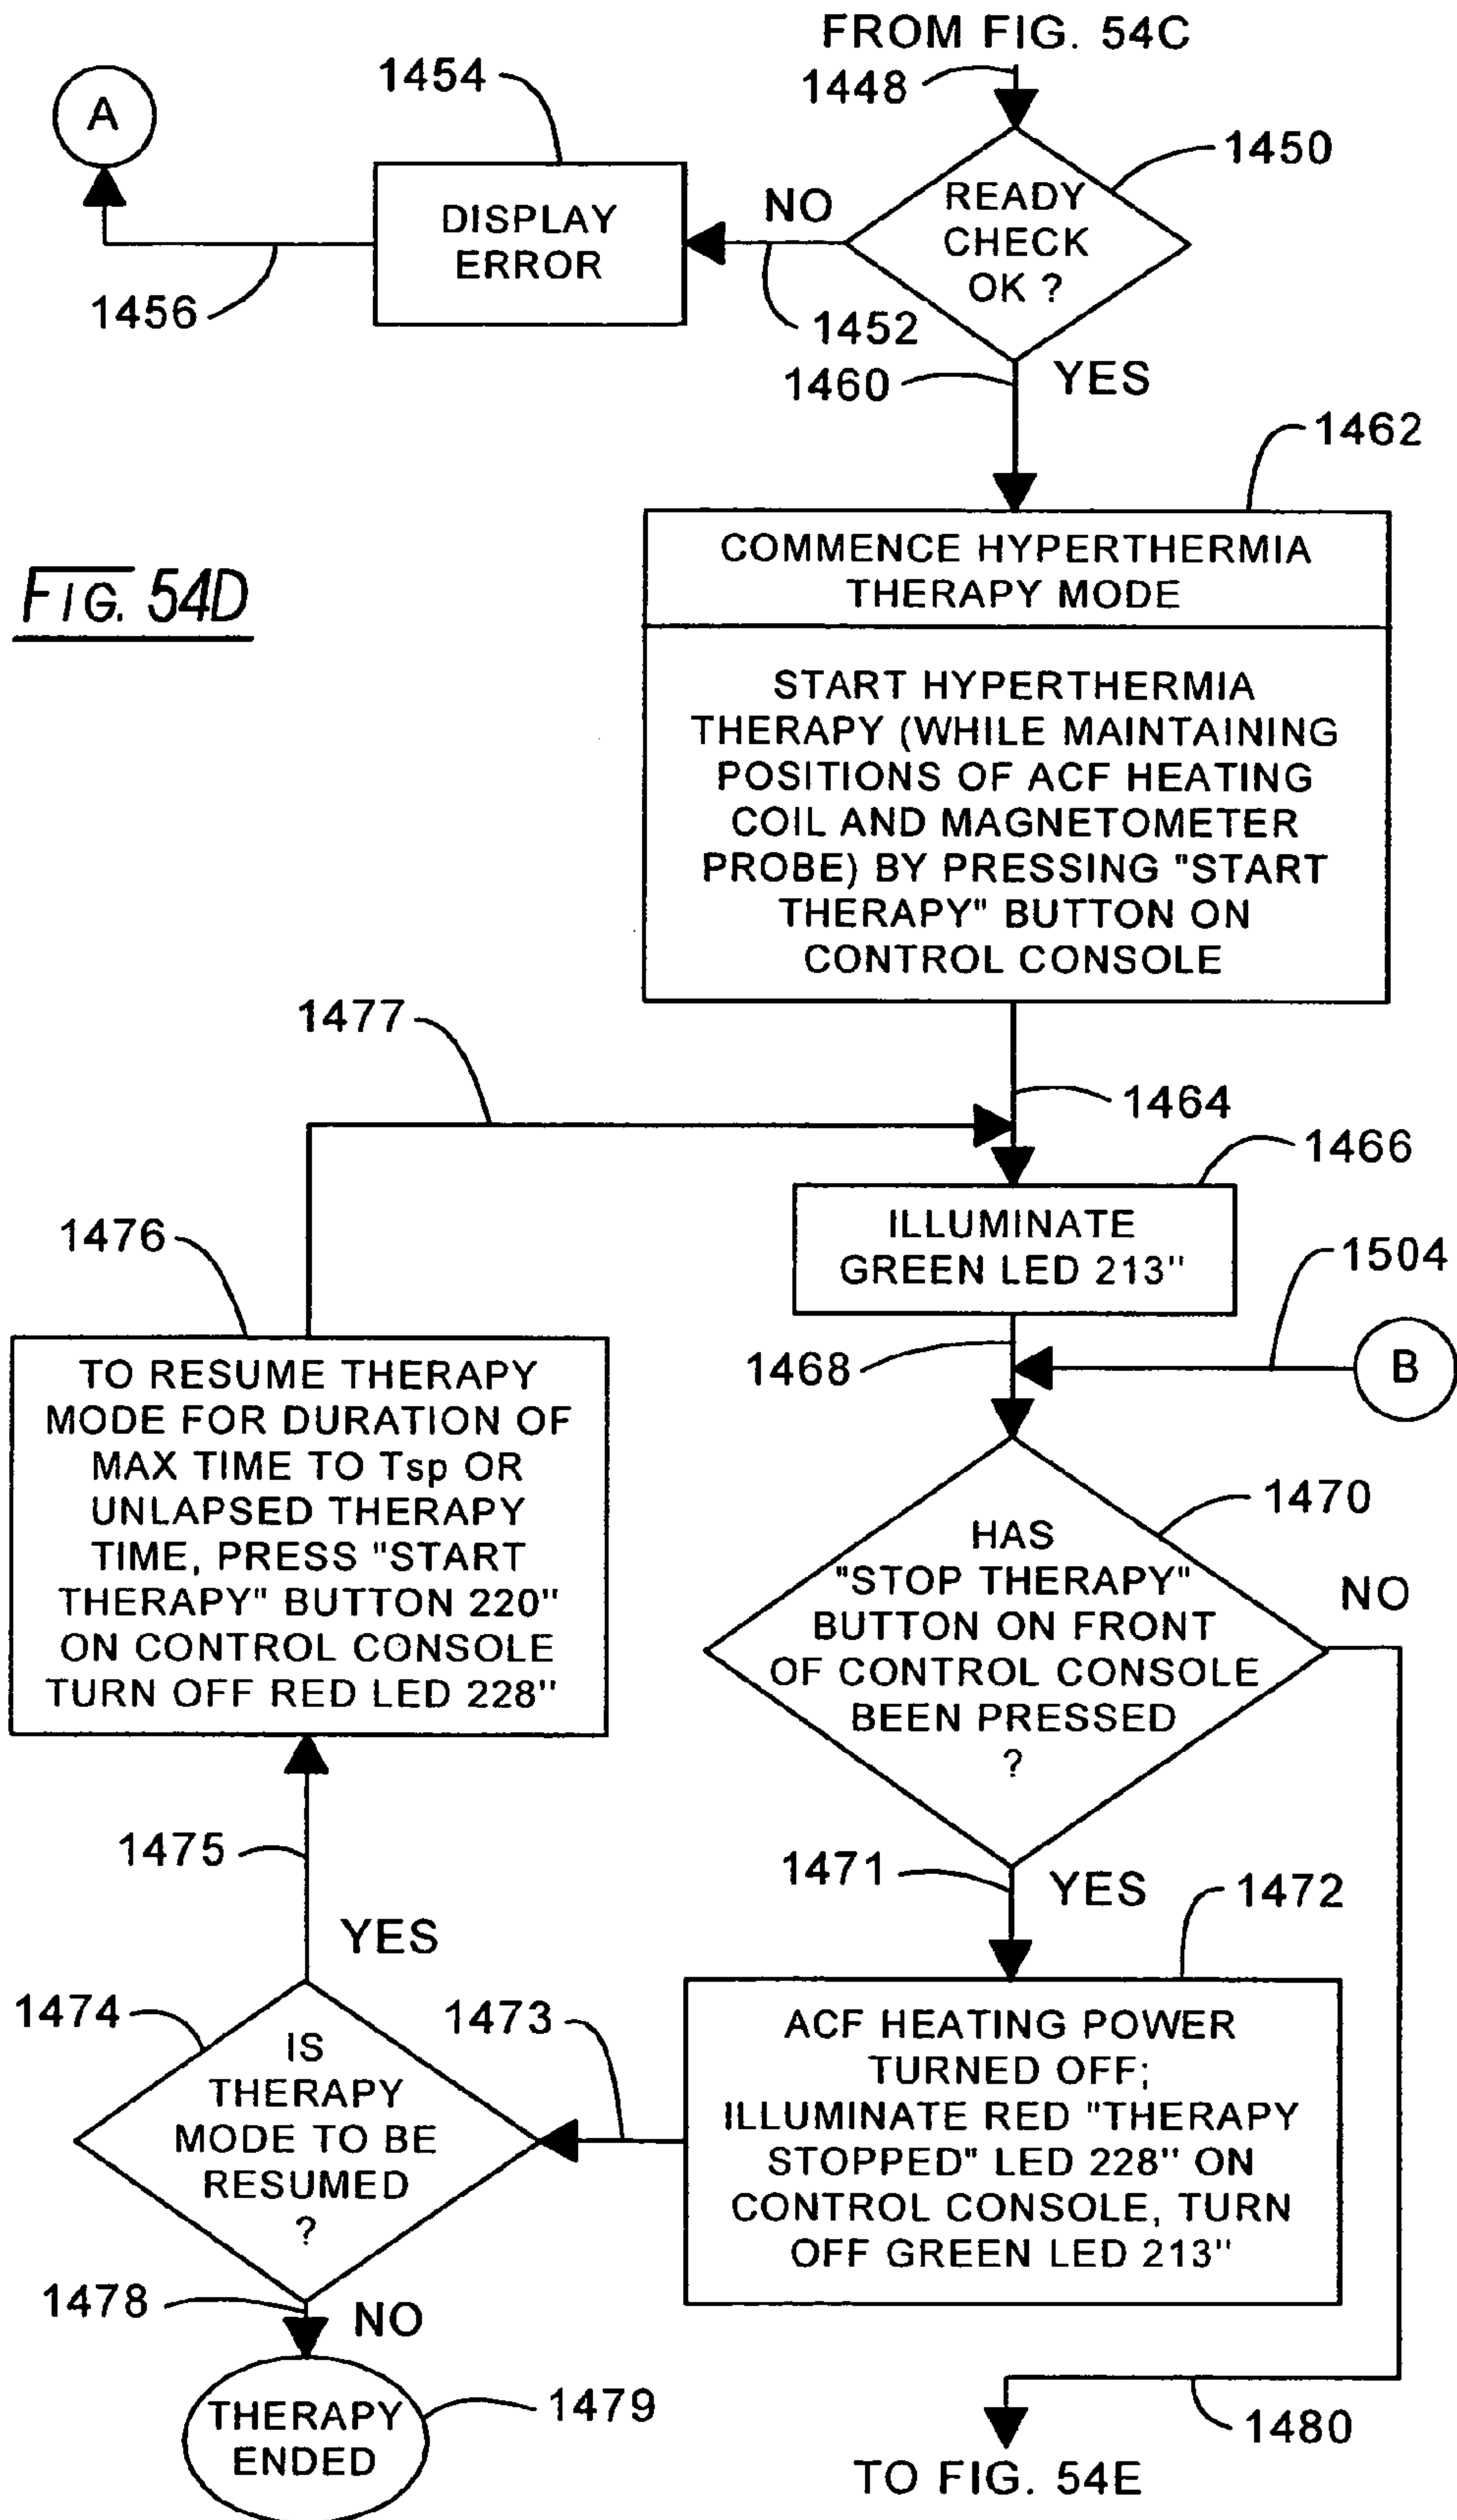 FROM FIG. 54C
1448
A
1454
1450
READY
CHECK
OK ?
NO
DISPLAY
ERROR
1456
1452
1460
YES
1462
FIG. 54D
COMMENCE HYPERTHERMIA
THERAPY MODE
START HYPERTHERMIA
THERAPY (WHILE MAINTAINING
POSITIONS OF ACF HEATING
COIL AND MAGNETOMETER
PROBE) BY PRESSING "START
THERAPY" BUTTON ON
CONTROL CONSOLE
1477
1464
1466
ILLUMINATE
GREEN LED 213"
1476
1504
1468
B
TO RESUME THERAPY
MODE FOR DURATION OF
MAX TIME TO Tsp OR
UNLAPSED THERAPY
TIME, PRESS "START
THERAPY" BUTTON 220"
ON CONTROL CONSOLE
TURN OFF RED LED 228"
1470
HAS
"STOP THERAPY"
BUTTON ON FRONT
OF CONTROL CONSOLE
BEEN PRESSED
?
NO
1475
1471
YES
1472
YES
1474
1473
IS
THERAPY
MODE TO BE
RESUMED
?
ACF HEATING POWER
TURNED OFF;
ILLUMINATE RED "THERAPY
STOPPED" LED 228" ON
CONTROL CONSOLE, TURN
OFF GREEN LED 213"
1478
NO
THERAPY
ENDED
1479
1480
TO FIG. 54E